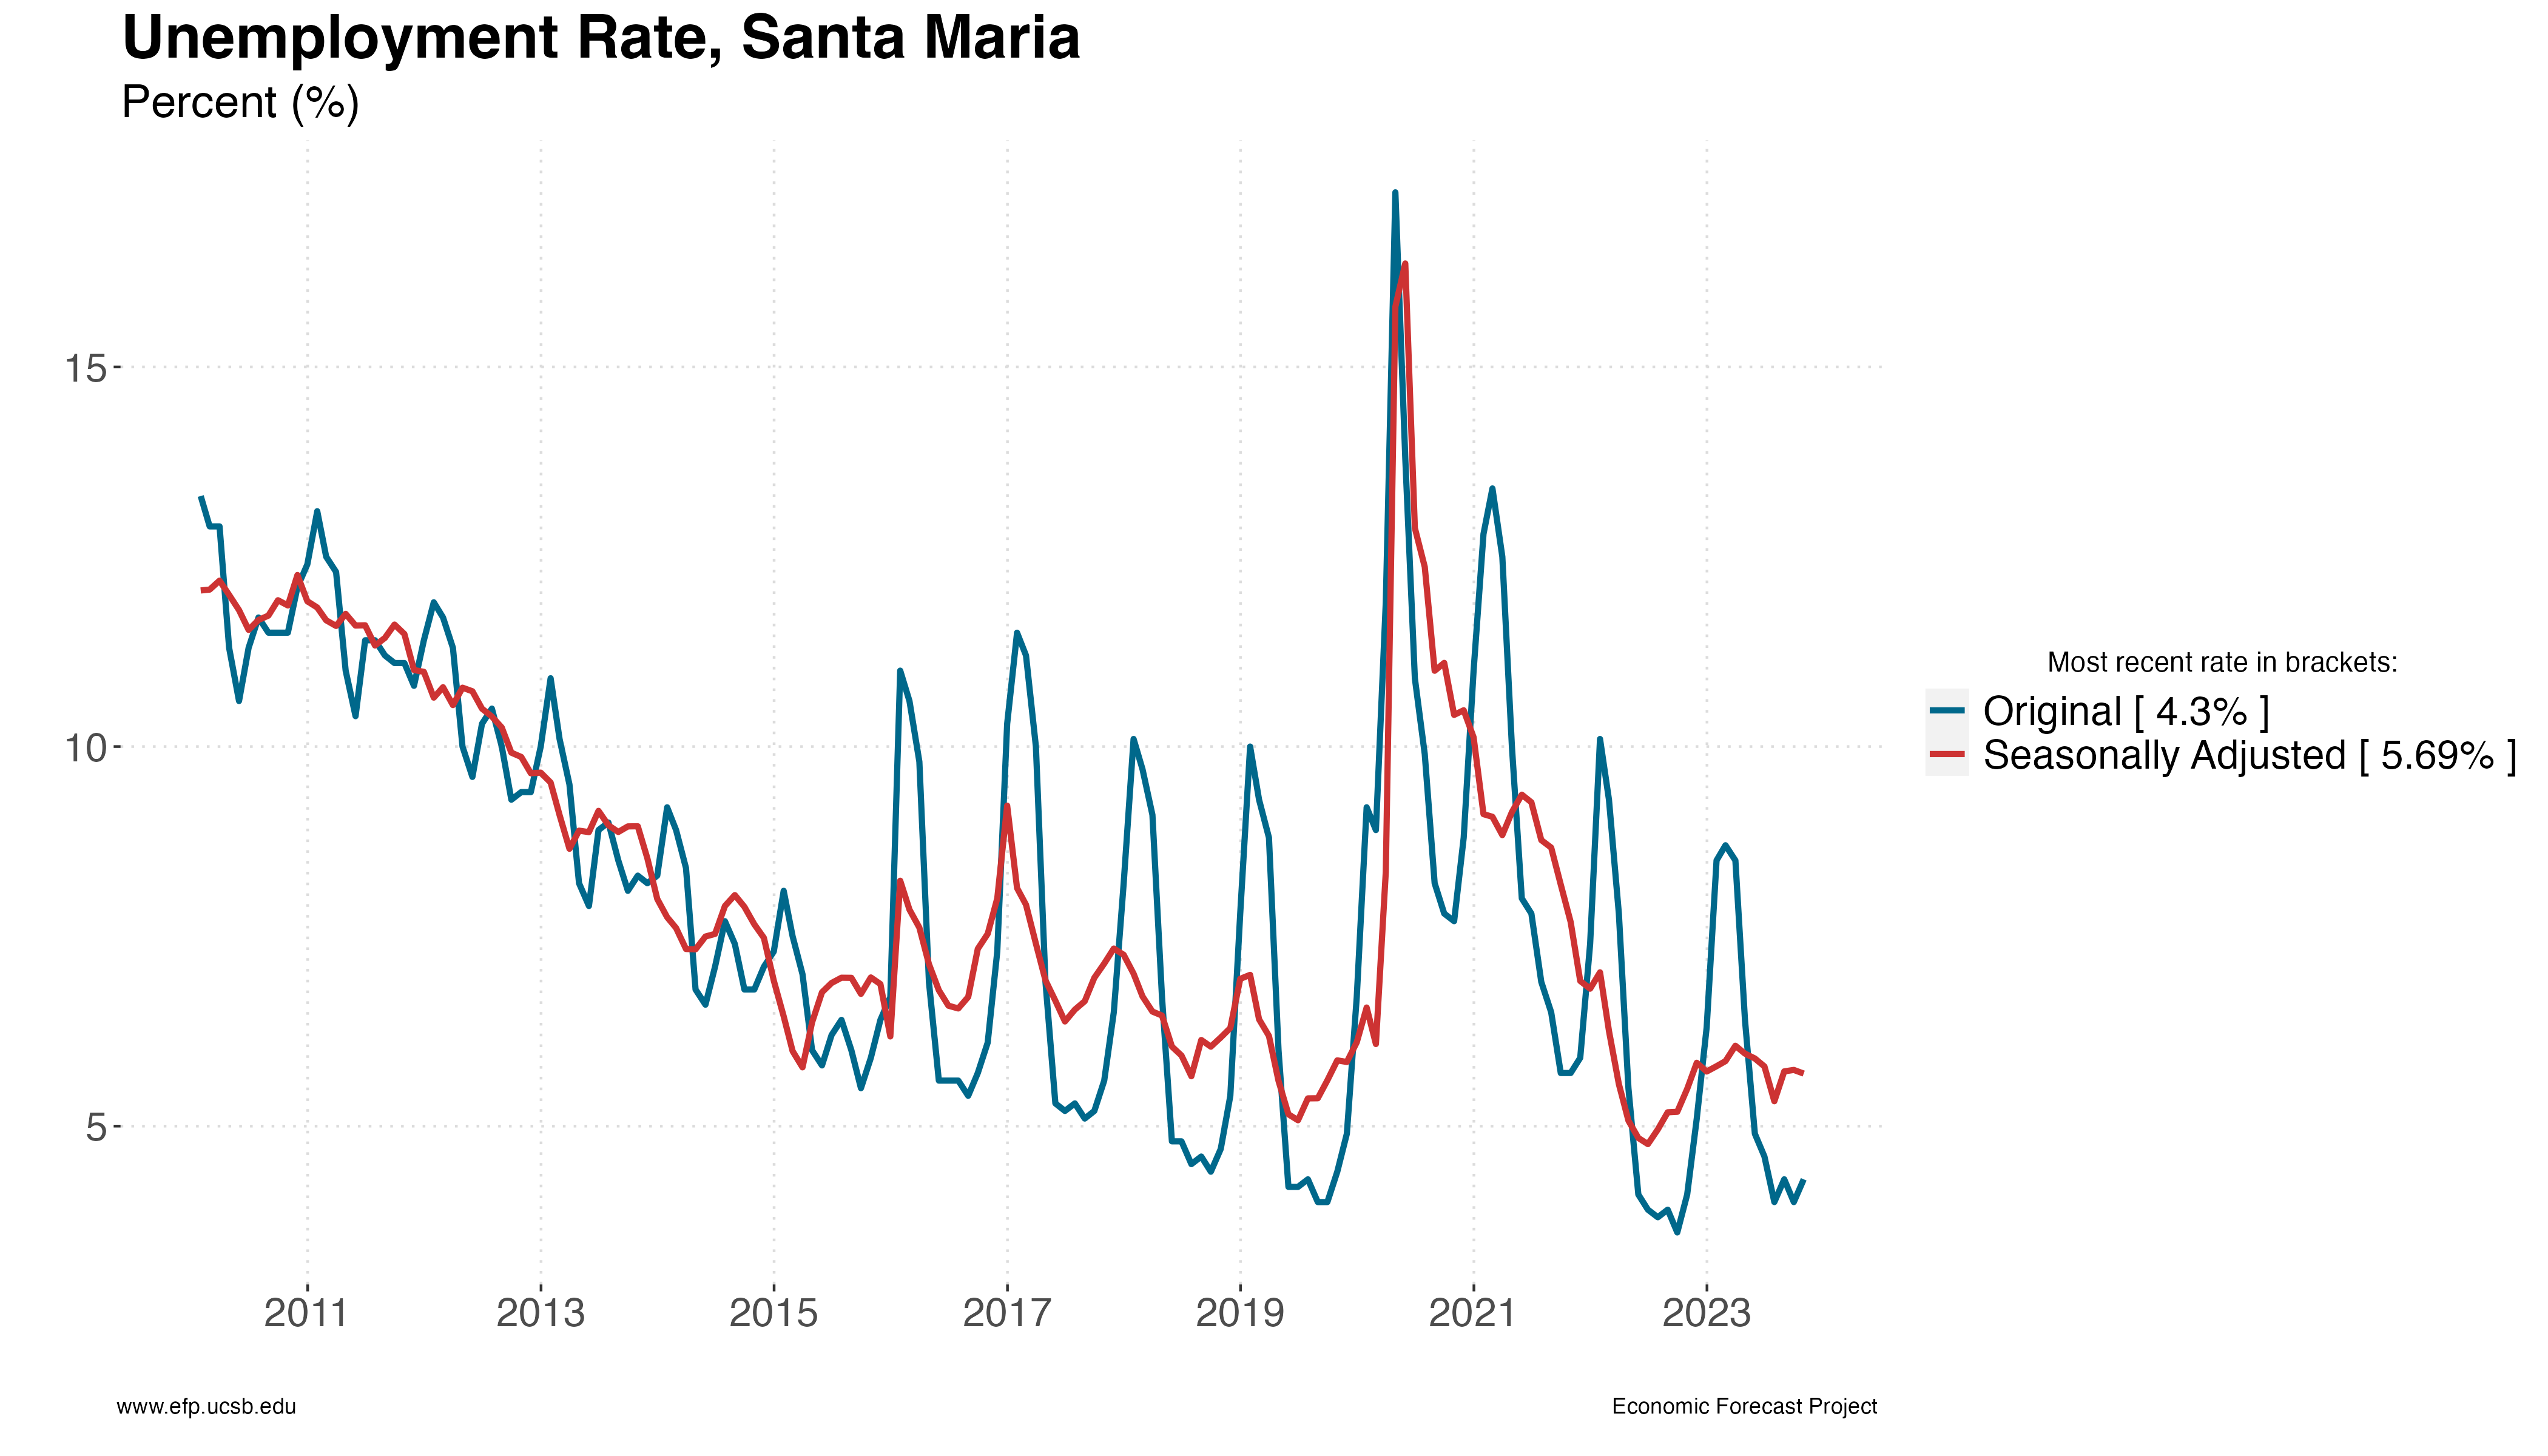 Unemployment Rate, Santa Maria
Percent (%)
15
10
5
2011 2013 2015 2017 2019 2021 2023
Most recent rate in brackets:
Original [ 4.3% ]
Seasonally Adjusted [ 5.69% ]
www.efp.ucsb.edu
Economic Forecast Project